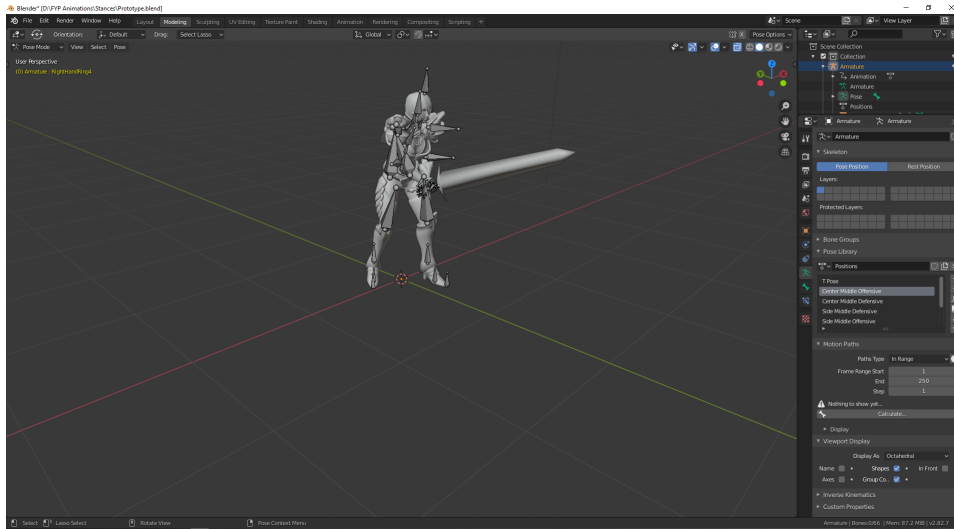 Blender* [D:\FYP Animations\Stances\Prototype.blend]
File Edit Render Window Help
Layout Modeling Sculpting UV Editing Texture Paint Shading Animation Rendering Compositing Scripting +
Scene
View Layer
Orientation: Default Drag: Select Lasso
Global
Pose Options
Pose Mode View Select Pose
User Perspective
(0) Armature : RightHandRing4
Z
Y
Scene Collection
Collection
Armature
Animation
Armature
Pose
Positions
Armature Armature
Armature
Skeleton
Pose Position Rest Position
Layers:
Protected Layers:
Bone Groups
Pose Library
Positions
T Pose
Center Middle Offensive
Center Middle Defensive
Side Middle Defensive
Side Middle Offensive
Motion Paths
Paths Type In Range
Frame Range Start 1
End 250
Step 1
Nothing to show yet...
Calculate...
Display
Viewport Display
Display As Octahedral
Name Shapes In Front
Axes Group Co..
Inverse Kinematics
Custom Properties
Select Lasso Select Rotate View Pose Context Menu
Armature | Bones:0/66 | Mem: 87.2 MiB | v2.82.7